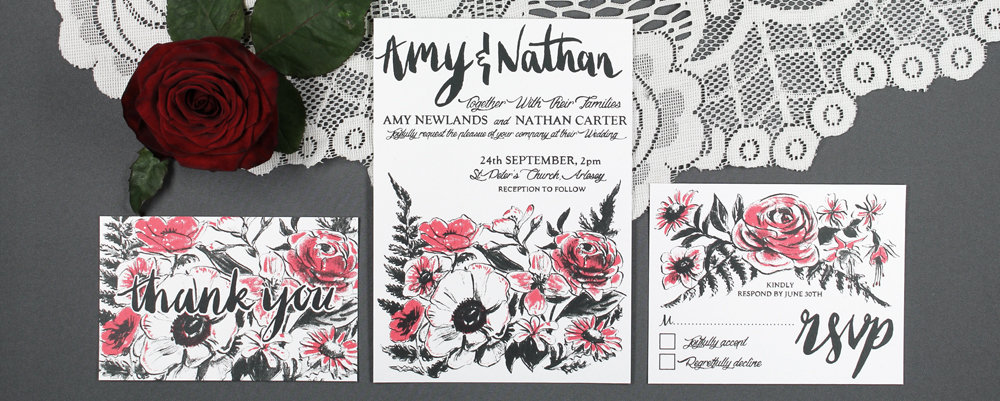 thank you
Amy & Nathan
Together With Their Families
AMY NEWLANDS and NATHAN CARTER
Joyfully request the pleasure of your company at their Wedding
24th SEPTEMBER, 2pm
St Peter's Church, Arlesey
RECEPTION TO FOLLOW
KINDLY
RESPOND BY JUNE 30TH
M
rsvp
Joyfully accept
Regretfully decline